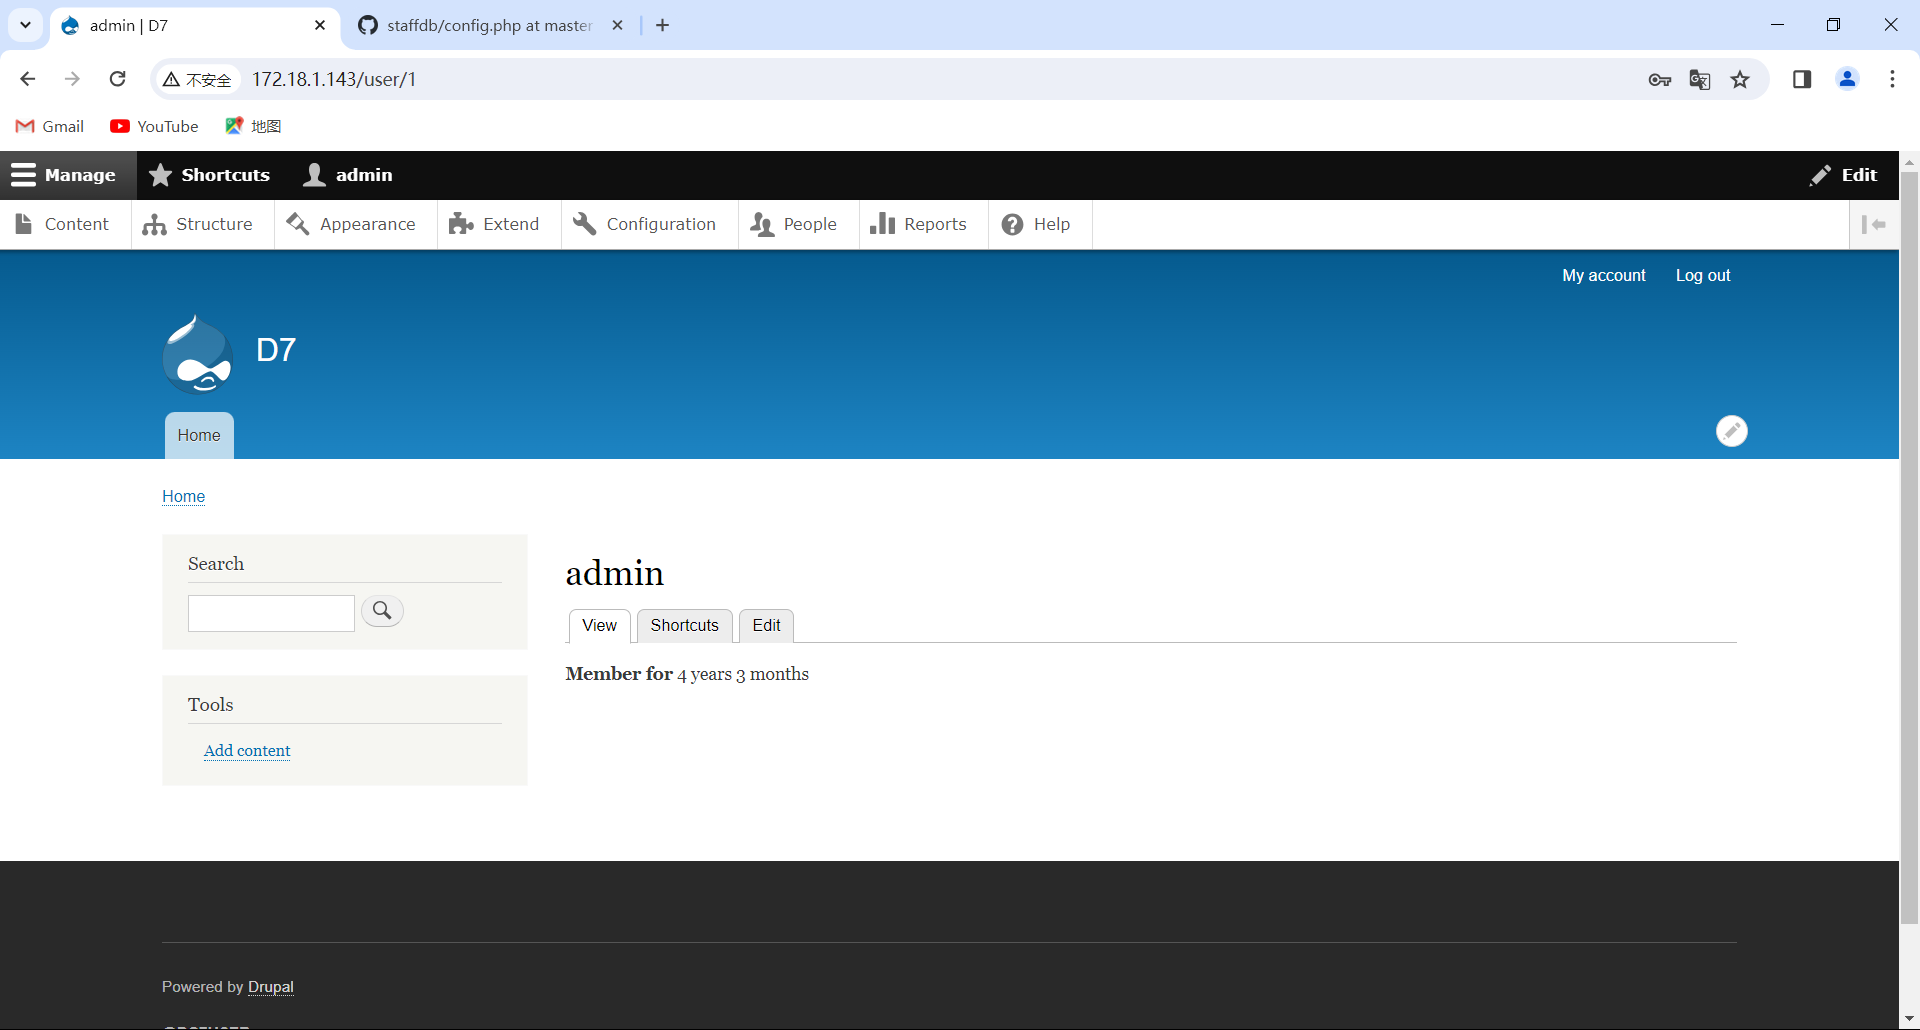 admin | D7
staffdb/config.php at master
不安全
172.18.1.143/user/1
Gmail
YouTube
地图
Manage
Shortcuts
admin
Edit
Content
Structure
Appearance
Extend
Configuration
People
Reports
Help
My account
Log out
D7
Home
Home
Search
admin
View
Shortcuts
Edit
Member for 4 years 3 months
Tools
Add content
Powered by Drupal